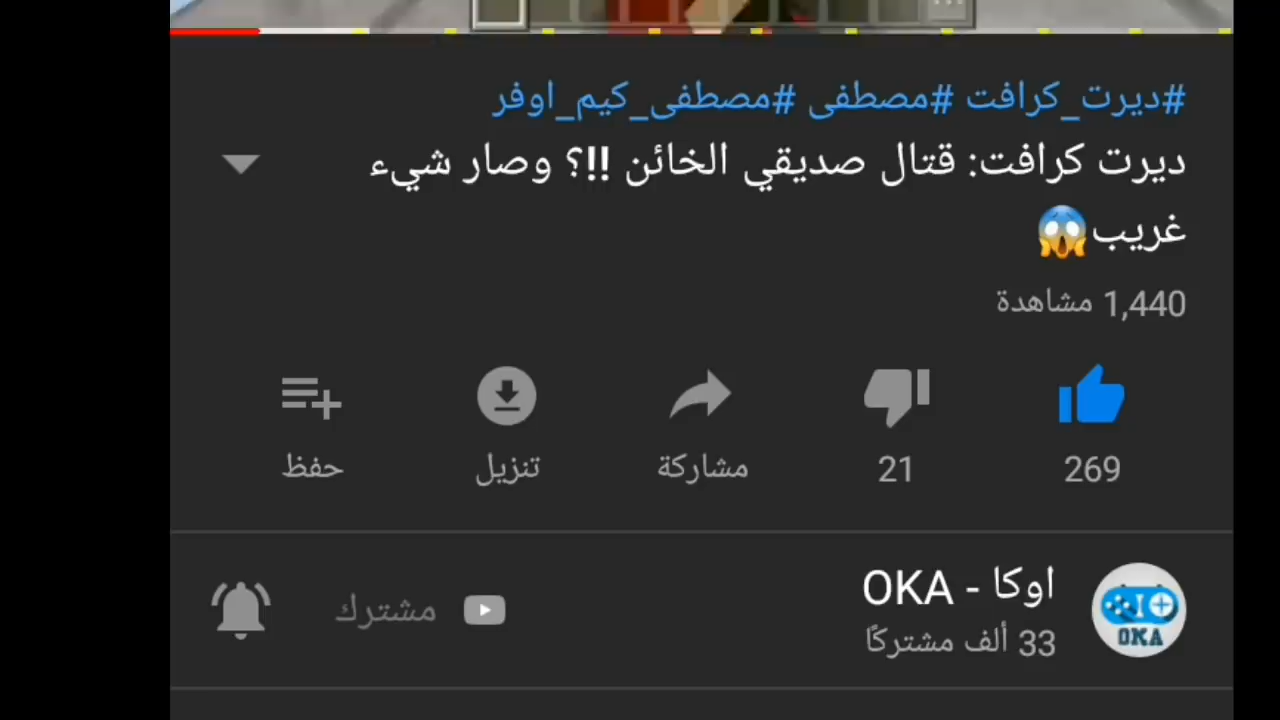 #ديرت_كرافت #مصطفى #مصطفى_كيم_اوفر
ديرت كرافت: قتال صديقي الخائن !!؟ وصار شيء
غريب😱
1,440 مشاهدة
269
21
مشاركة
تنزيل
حفظ
اوكا - OKA
33 ألف مشتركًا
مشترك
OKA